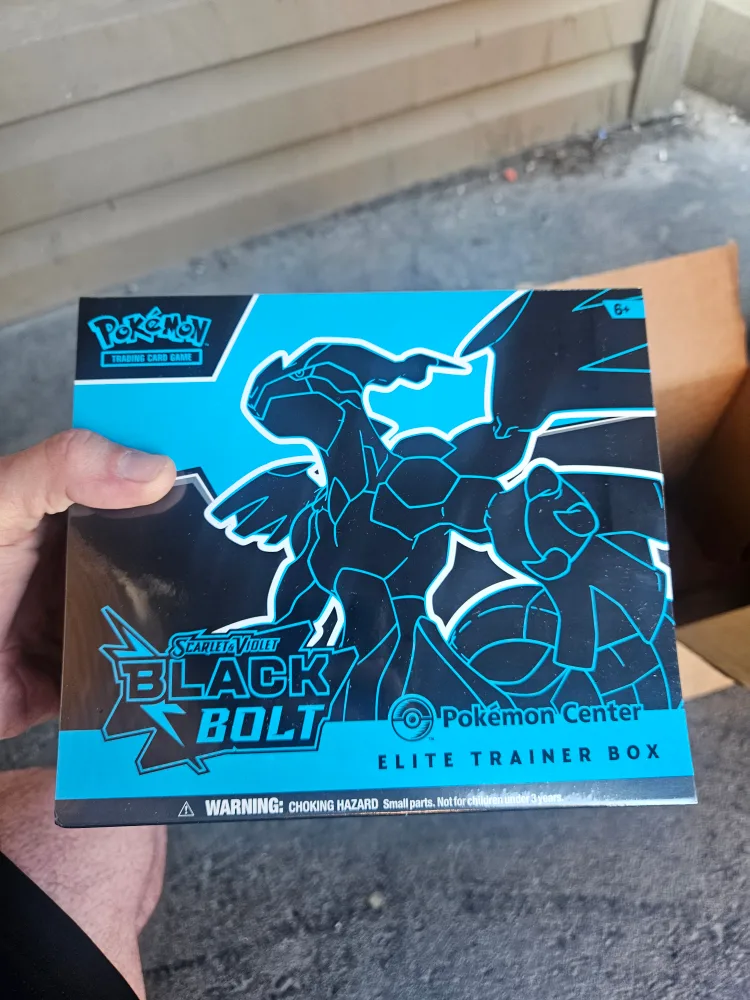 POKéMON
TRADING CARD GAME
6+
SCARLET & VIOLET
BLACK
BOLT
Pokémon Center
ELITE TRAINER BOX
WARNING: CHOKING HAZARD Small parts. Not for children under 3 years.